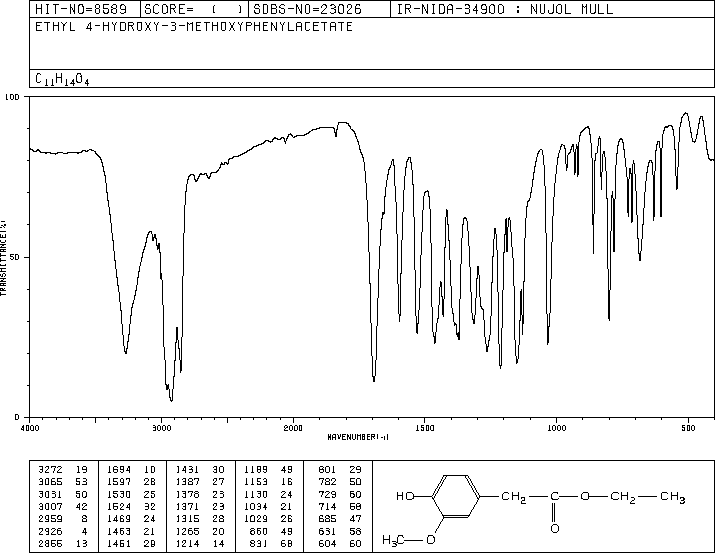 HIT-NO=8589 SCORE= ( ) SDBS-NO=23026 IR-NIDA-34900 : NUJOL MULL
ETHYL 4-HYDROXY-3-METHOXYPHENYLACETATE
C11H14O4
100
50
0
TRANSMITTANCE(%)
4000 3000 2000 1500 1000 500
WAVENUMBER(-1)
3272 19 1694 10 1431 30 1189 49 801 29
3065 53 1597 28 1387 27 1153 16 782 50
3031 50 1530 25 1378 23 1130 24 729 60
3007 42 1524 32 1371 23 1034 21 714 58
2959 8 1469 24 1315 28 1029 26 685 47
2926 4 1463 21 1265 20 860 49 631 58
2866 13 1451 29 1214 14 831 68 604 60
HO CH2 C O CH2 CH3
O
H3C O